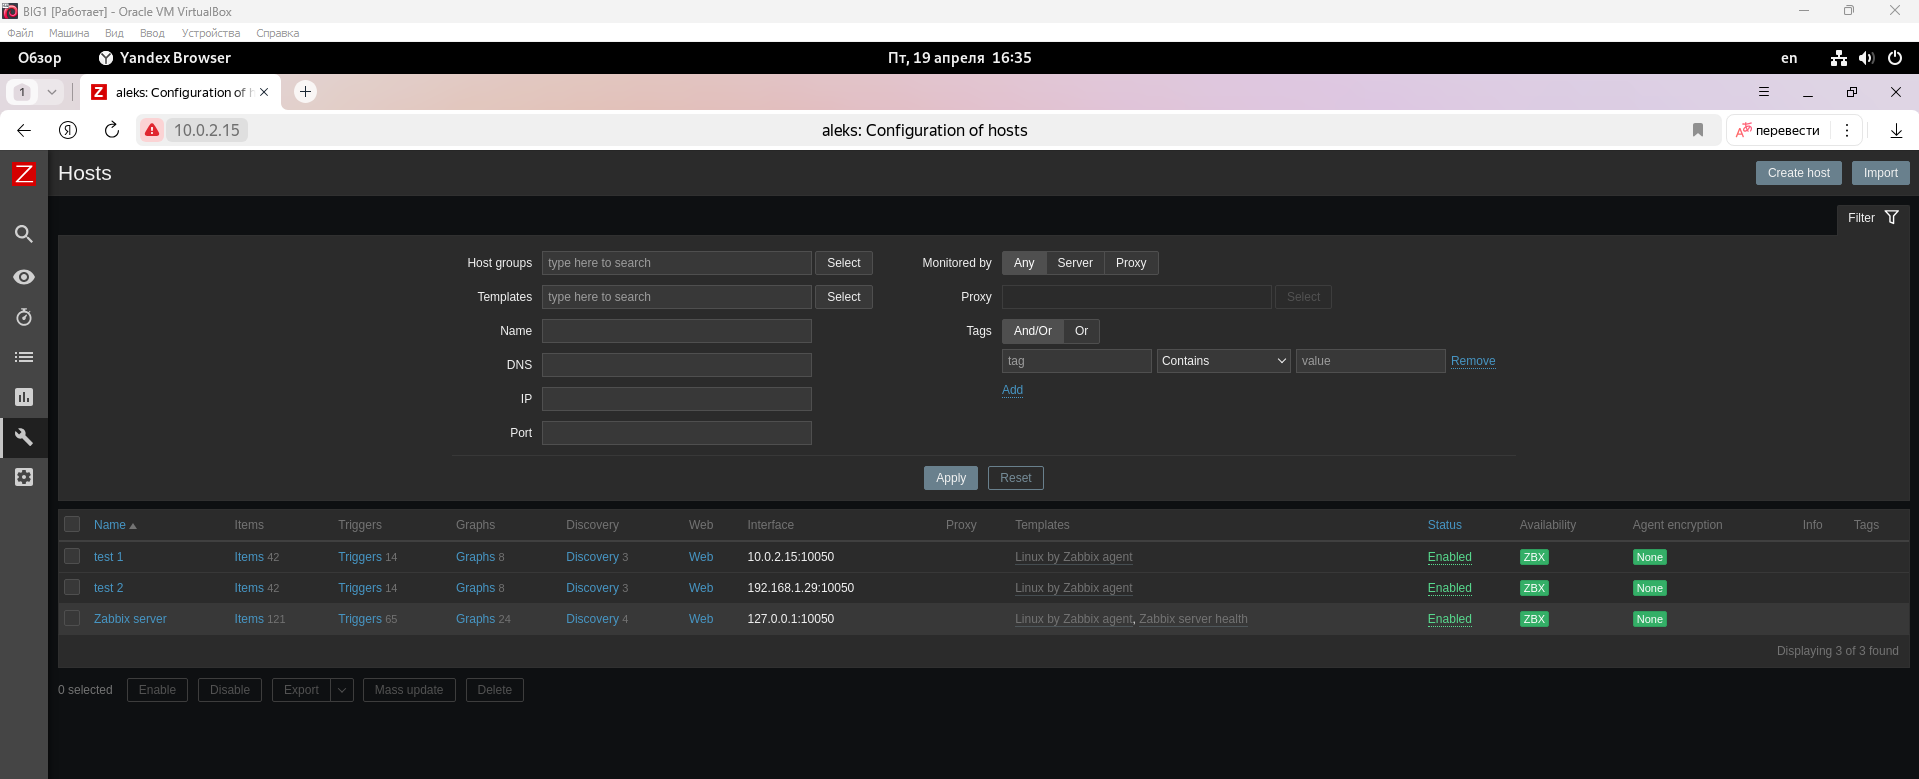 BIG1 [Работает] - Oracle VM VirtualBox
Файл Машина Вид Ввод Устройства Справка
Обзор Yandex Browser Пт, 19 апреля 16:35 en
1 Z aleks: Configuration of h
Я 10.0.2.15 aleks: Configuration of hosts перевести
Z Hosts Create host Import
Filter
Host groups type here to search Select Monitored by Any Server Proxy
Templates type here to search Select Proxy Select
Name Tags And/Or Or
DNS tag Contains value Remove
IP Add
Port
Apply Reset
Name Items Triggers Graphs Discovery Web Interface Proxy Templates Status Availability Agent encryption Info Tags
test 1 Items 42 Triggers 14 Graphs 8 Discovery 3 Web 10.0.2.15:10050 Linux by Zabbix agent Enabled ZBX None
test 2 Items 42 Triggers 14 Graphs 8 Discovery 3 Web 192.168.1.29:10050 Linux by Zabbix agent Enabled ZBX None
Zabbix server Items 121 Triggers 65 Graphs 24 Discovery 4 Web 127.0.0.1:10050 Linux by Zabbix agent, Zabbix server health Enabled ZBX None
Displaying 3 of 3 found
0 selected Enable Disable Export Mass update Delete